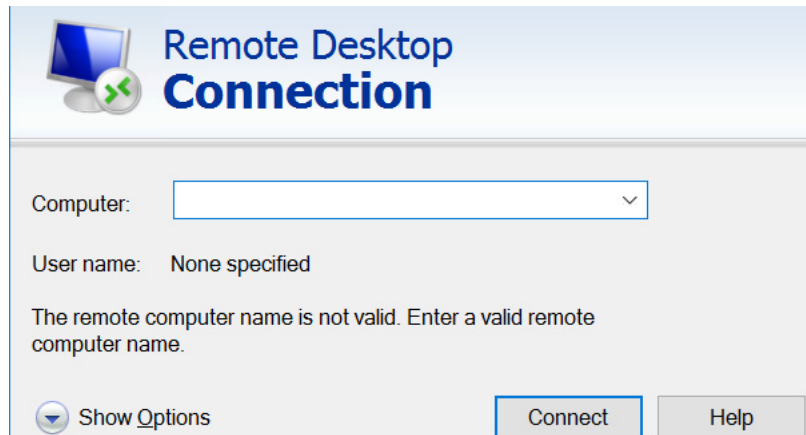 Remote Desktop
Connection
Computer:
User name: None specified
The remote computer name is not valid. Enter a valid remote
computer name.
Show Options Connect Help